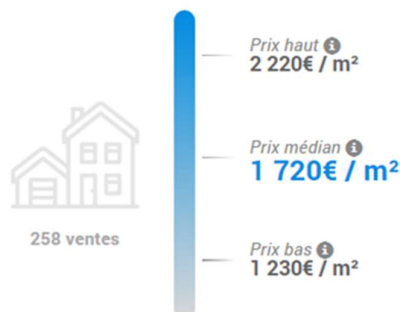 Prix haut
2 220€ / m²
Prix médian
1 720€ / m²
258 ventes
Prix bas
1 230€ / m²